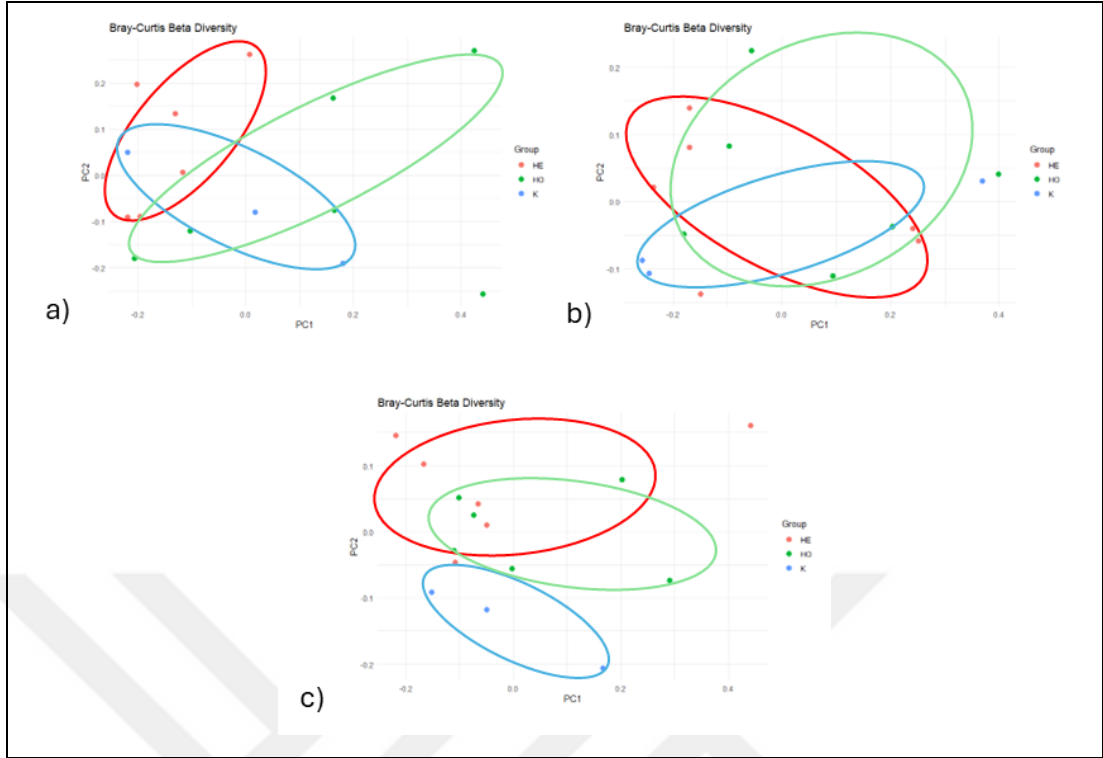 Bray-Curtis Beta Diversity
0.2
0.1
0.0
-0.1
-0.2
PC2
-0.2
0.0
0.2
0.4
PC1
Group
HE
HO
K
a)
Bray-Curtis Beta Diversity
0.2
0.1
0.0
-0.1
PC2
-0.2
0.0
0.2
0.4
PC1
Group
HE
HO
K
b)
Bray-Curtis Beta Diversity
0.1
0.0
-0.1
-0.2
PC2
-0.2
0.0
0.2
0.4
PC1
Group
HE
HO
K
c)